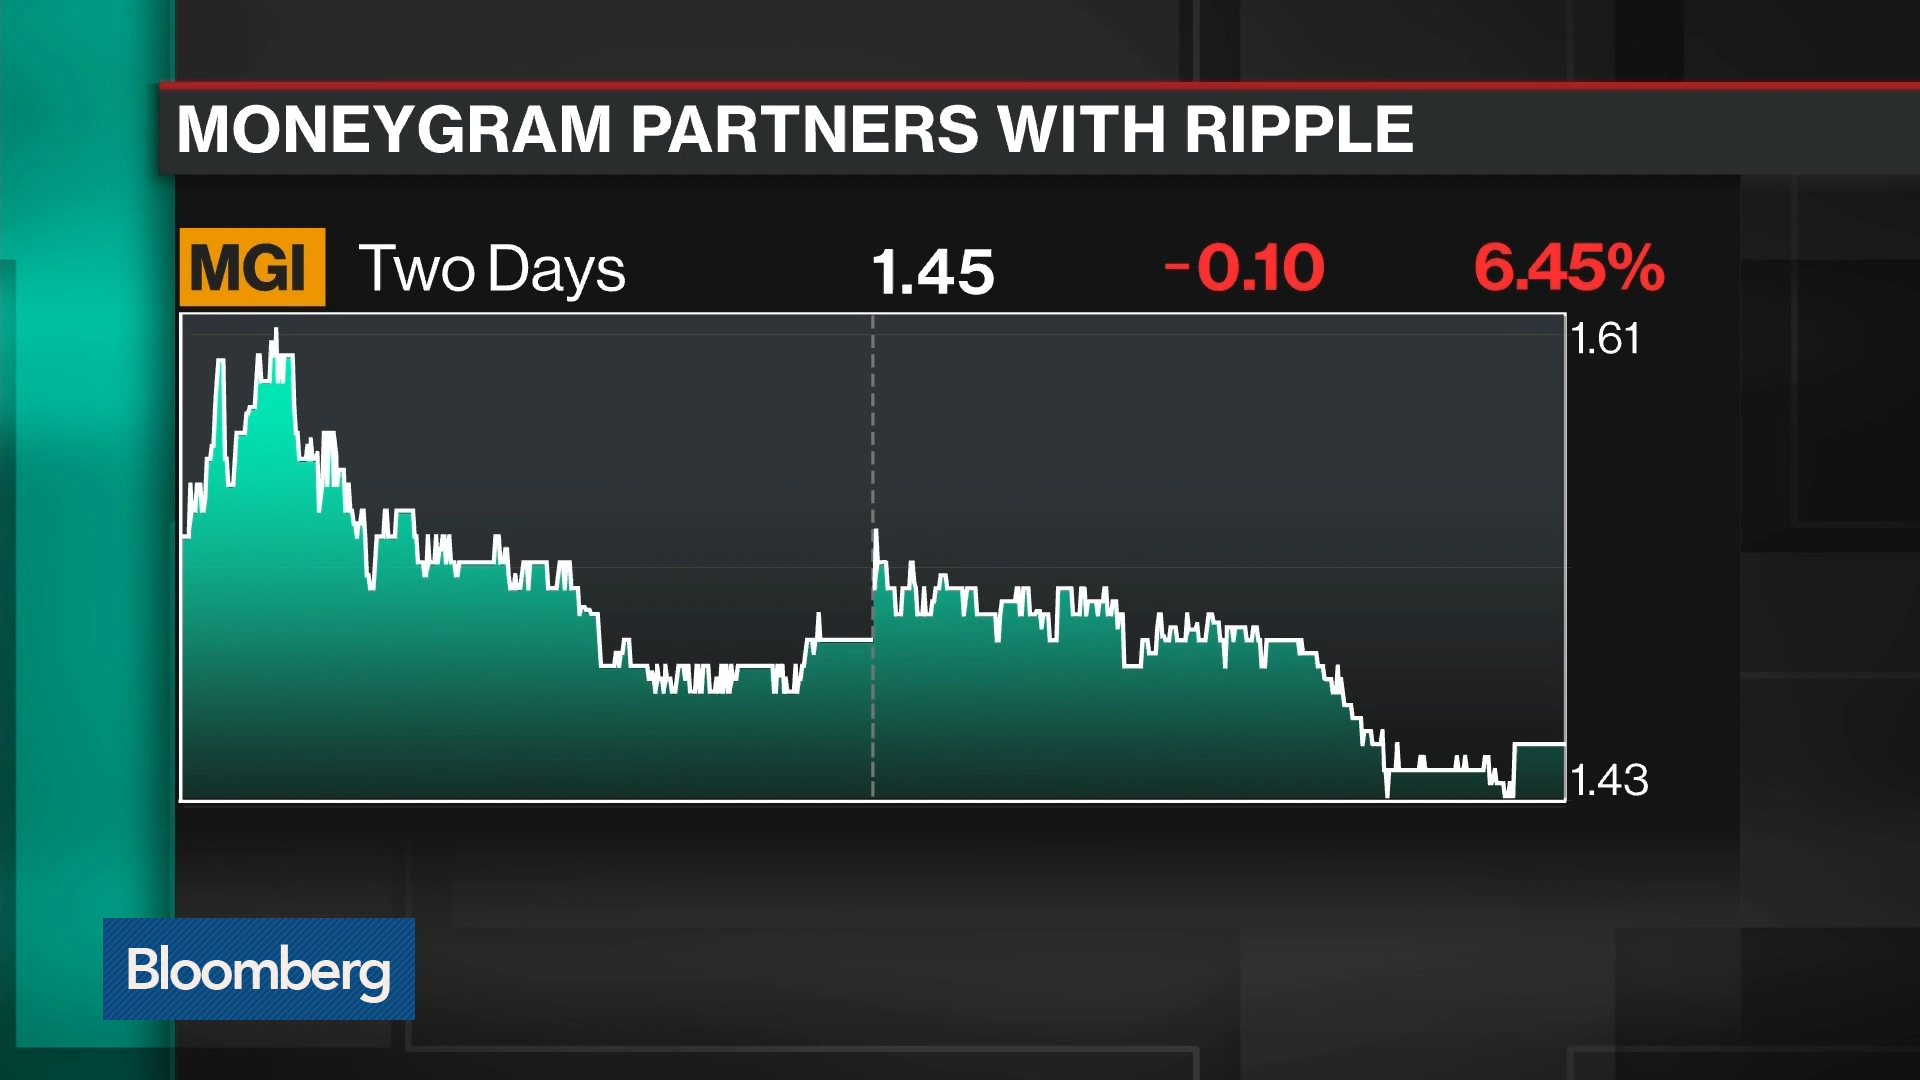 MONEYGRAM PARTNERS WITH RIPPLE
MGI Two Days 1.45 -0.10 6.45%
1.61
1.43
Bloomberg